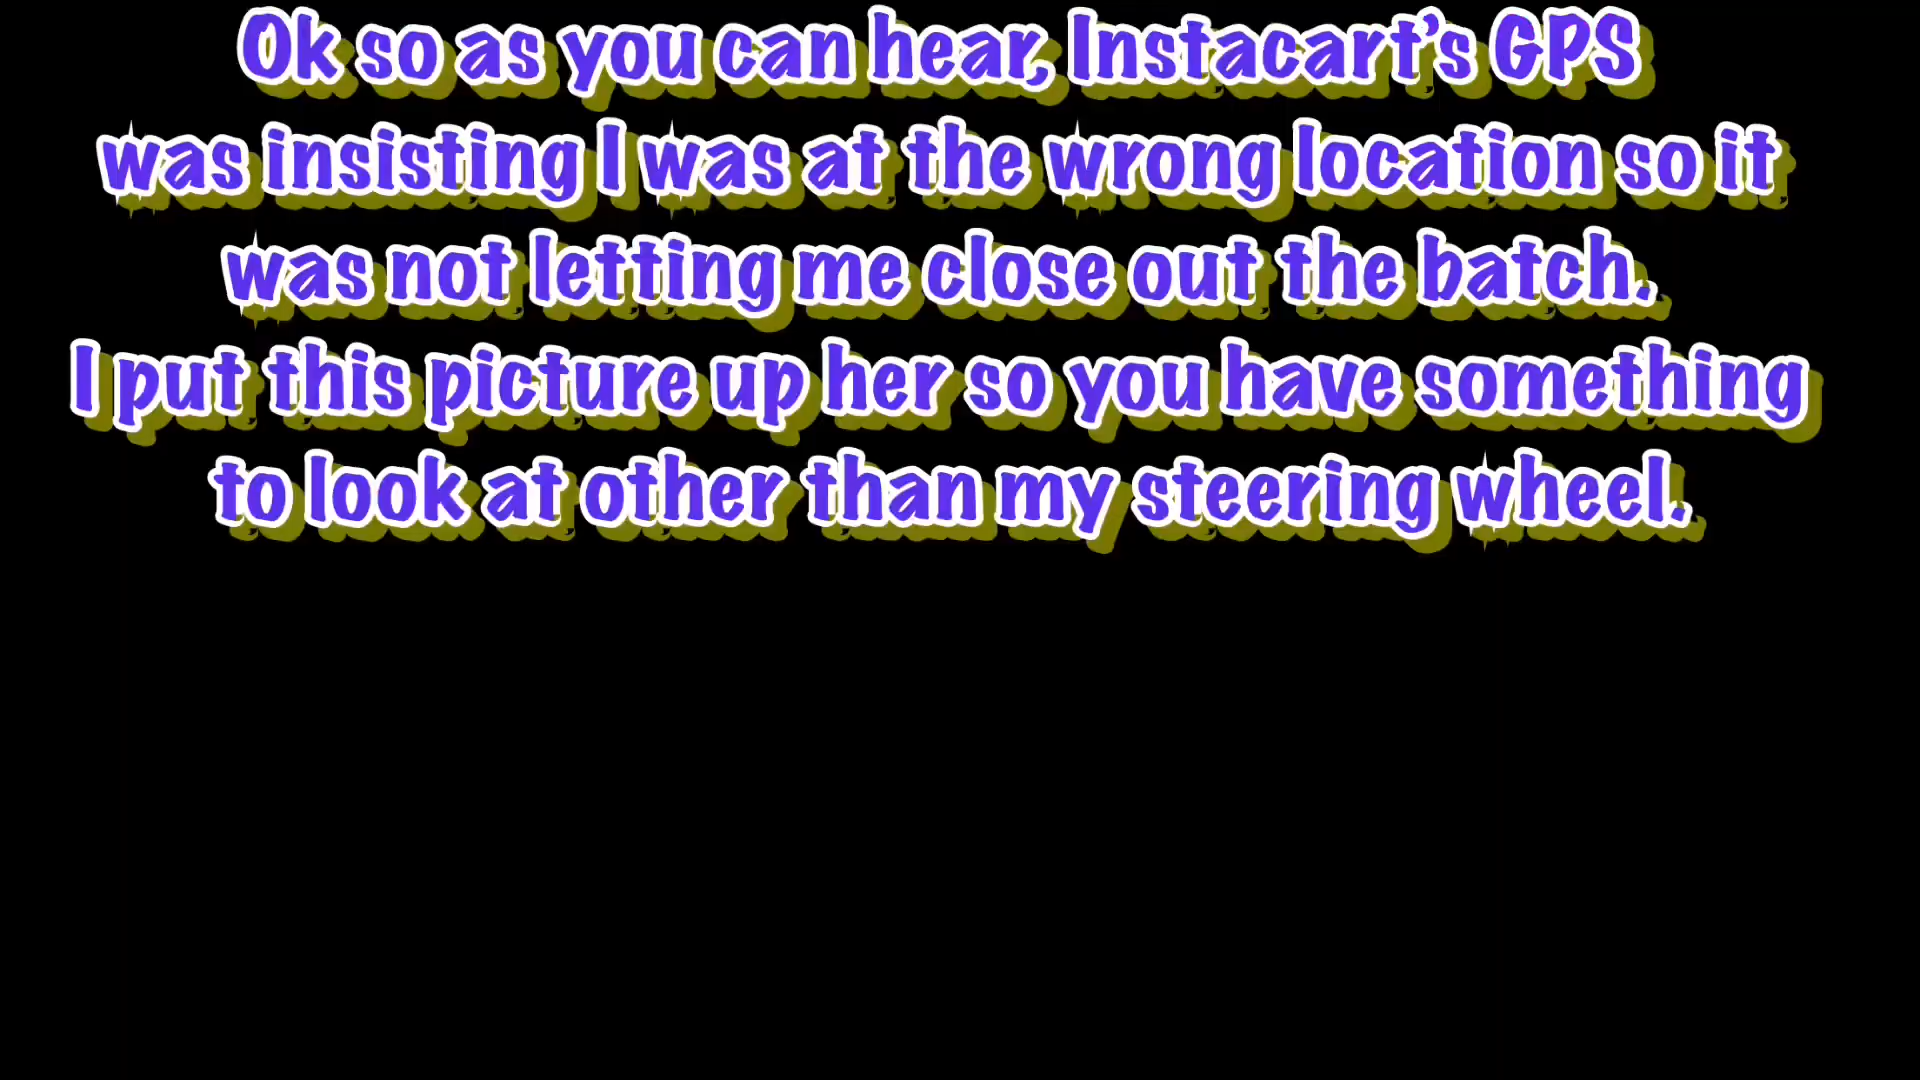 Ok so as you can hear, Instacart’s GPS
was insisting I was at the wrong location so it
was not letting me close out the batch.
I put this picture up her so you have something
to look at other than my steering wheel.